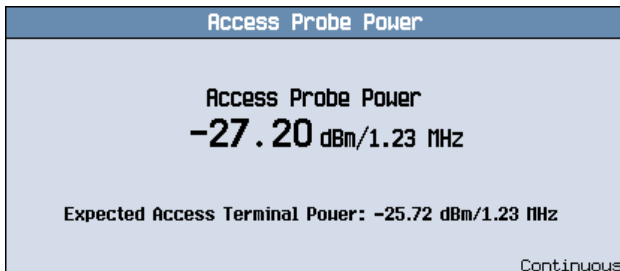 Access Probe Power
Access Probe Power
-27.20 dBm/1.23 MHz
Expected Access Terminal Power: -25.72 dBm/1.23 MHz
Continuous